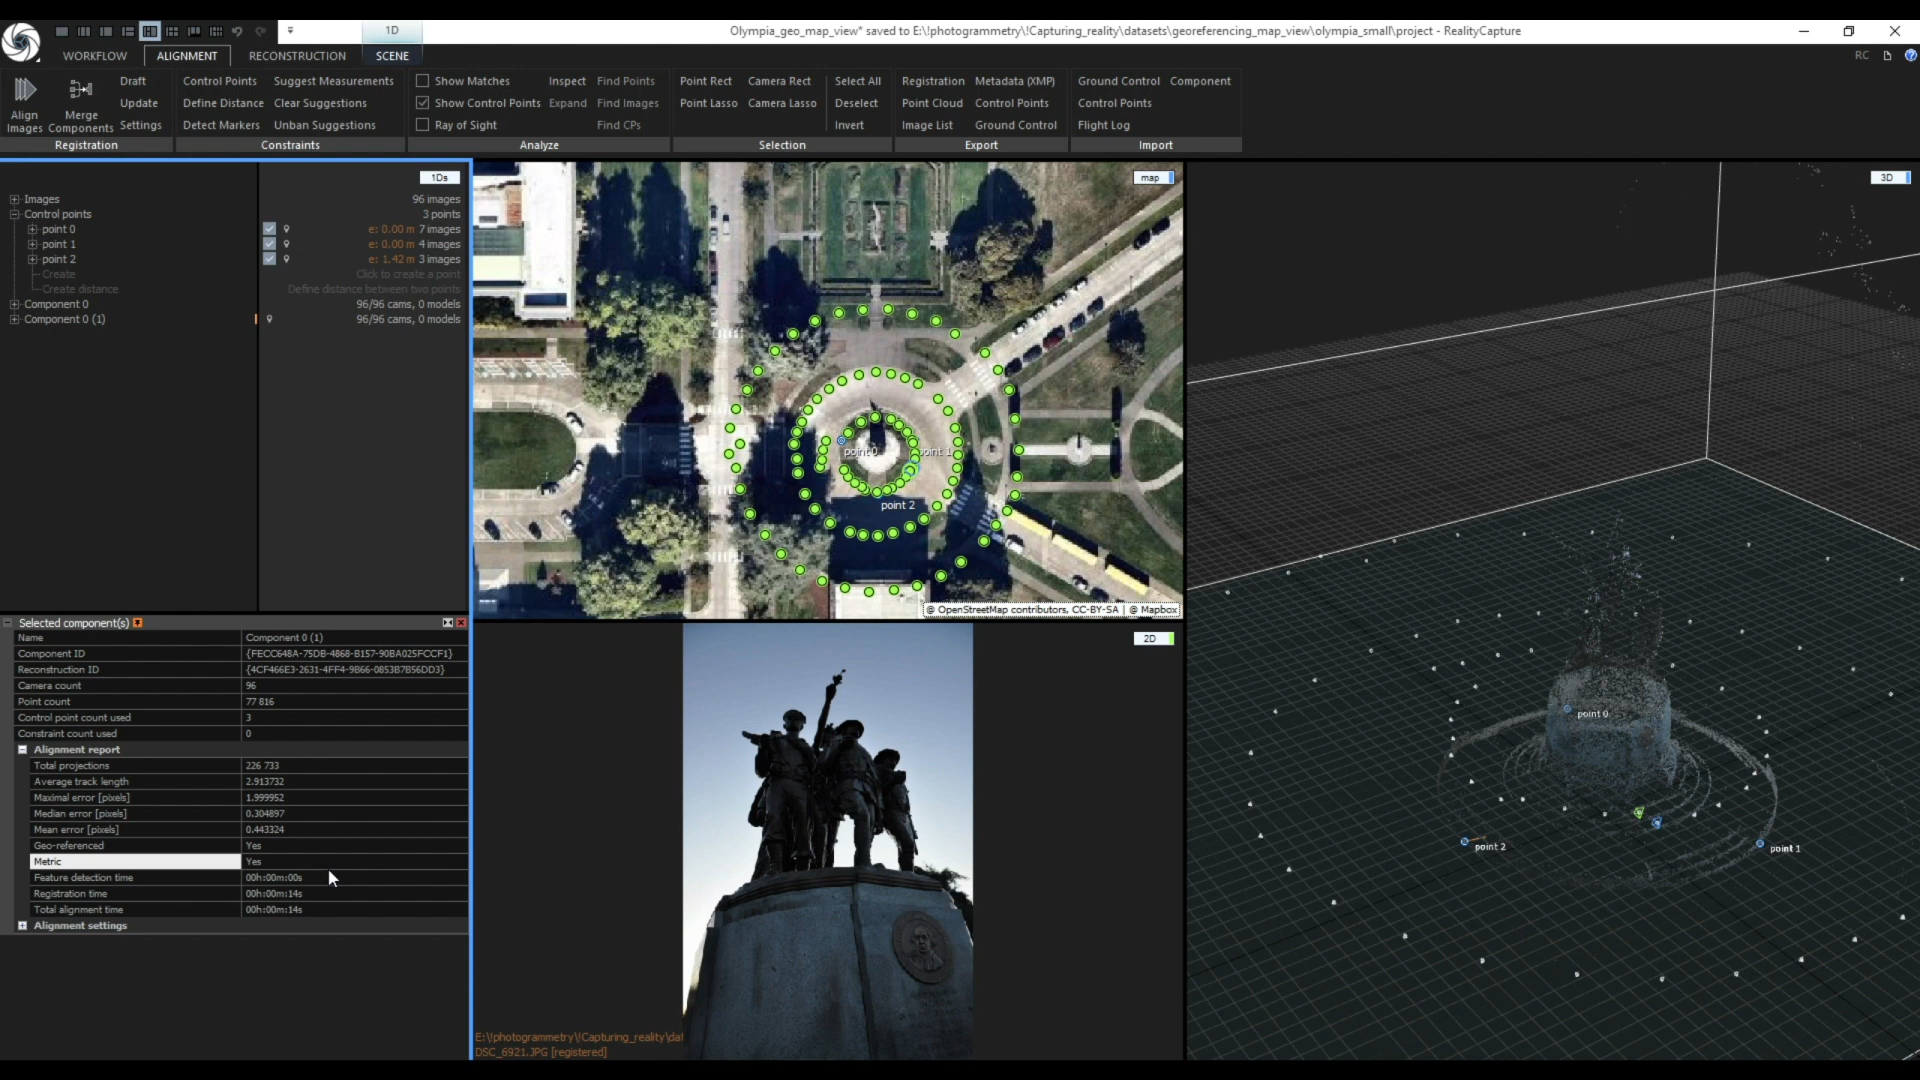 1D
Olympia_geo_map_view* saved to E:\!photogrammetry\!Capturing_reality\datasets\georeferencing_map_view\olympia_small\project - RealityCapture
WORKFLOW
ALIGNMENT
RECONSTRUCTION
SCENE
RC
Align Images
Merge Components
Draft
Update
Settings
Registration
Control Points
Define Distance
Detect Markers
Suggest Measurements
Clear Suggestions
Unban Suggestions
Constraints
Show Matches
Show Control Points
Ray of Sight
Inspect
Expand
Find Points
Find Images
Find CPs
Analyze
Point Rect
Point Lasso
Camera Rect
Camera Lasso
Select All
Deselect
Invert
Selection
Registration
Point Cloud
Image List
Metadata (XMP)
Control Points
Ground Control
Export
Ground Control
Control Points
Flight Log
Component
Import
1Ds
Images 96 images
Control points 3 points
point 0 e: 0.00 m 7 images
point 1 e: 0.00 m 4 images
point 2 e: 1.42 m 3 images
Create Click to create a point
Create distance Define distance between two points
Component 0 96/96 cams, 0 models
Component 0 (1) 96/96 cams, 0 models
Selected component(s)
Name Component 0 (1)
Component ID {FECC648A-75DB-4868-B157-90BA025FCCF1}
Reconstruction ID {4CF466E3-2631-4FF4-9B66-0853B7B56DD3}
Camera count 96
Point count 77 816
Control point count used 3
Constraint count used 0
Alignment report
Total projections 226 733
Average track length 2.913732
Maximal error [pixels] 1.999952
Median error [pixels] 0.304897
Mean error [pixels] 0.443324
Geo-referenced Yes
Metric Yes
Feature detection time 00h:00m:00s
Registration time 00h:00m:14s
Total alignment time 00h:00m:14s
Alignment settings
map
point 0
point 1
point 2
@ OpenStreetMap contributors, CC-BY-SA | @ Mapbox
2D
E:\!photogrammetry\!Capturing_reality\dat
DSC_6921.JPG [registered]
3D
point 0
point 2
point 1